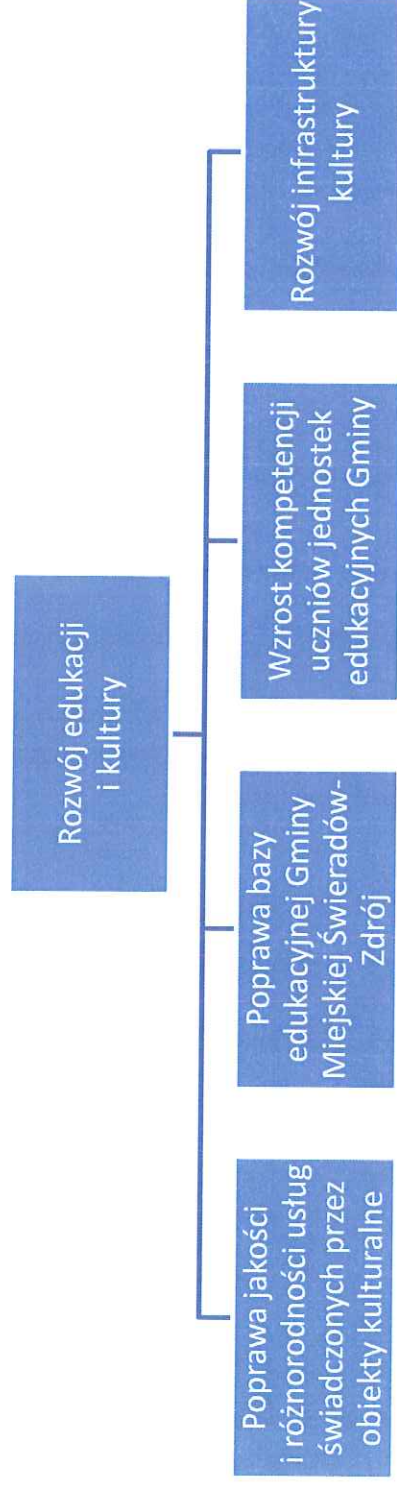 Rozwój edukacji
i kultury
Poprawa jakości
i różnorodności usług
świadczonych przez
obiekty kulturalne
Poprawa bazy
edukacyjnej Gminy
Miejskiej Świeradów-
Zdrój
Wzrost kompetencji
uczniów jednostek
edukacyjnych Gminy
Rozwój infrastruktury
kultury